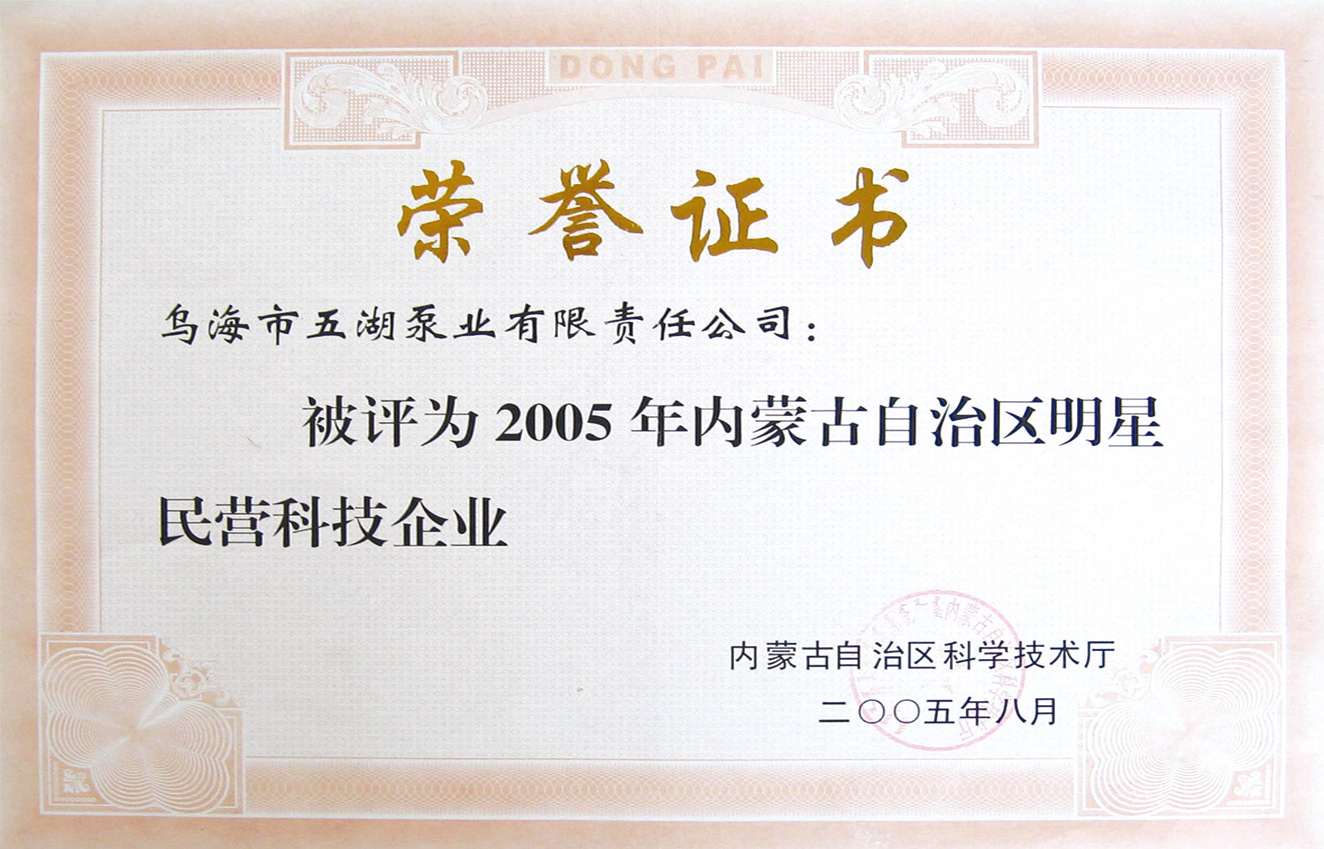 DONG PAI
荣誉证书
乌海市五湖泵业有限责任公司：
被评为2005年内蒙古自治区明星
民营科技企业
内蒙古自治区科学技术厅
二〇〇五年八月